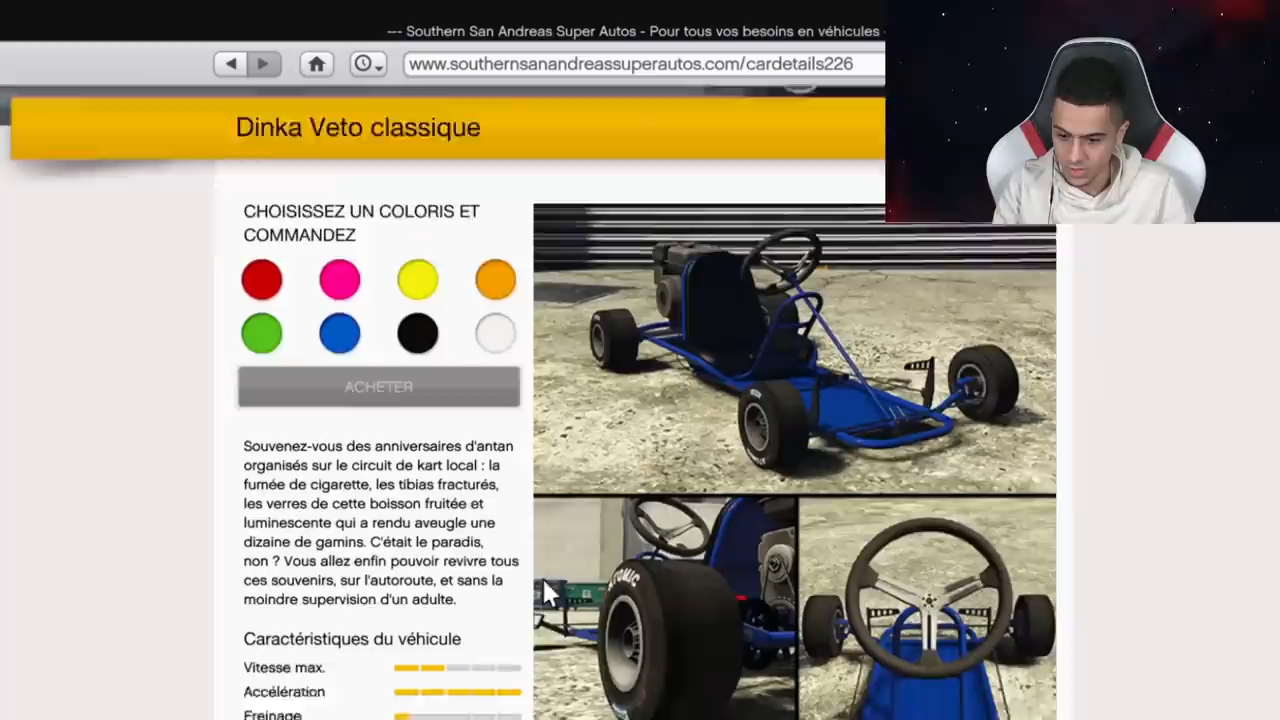 --- Southern San Andreas Super Autos - Pour tous vos besoins en véhicules
www.southernsanandreassuperautos.com/cardetails226
Dinka Veto classique
CHOISISSEZ UN COLORIS ET
COMMANDEZ
ACHETER
Souvenez-vous des anniversaires d'antan
organisés sur le circuit de kart local : la
fumée de cigarette, les tibias fracturés,
les verres de cette boisson fruitée et
luminescente qui a rendu aveugle une
dizaine de gamins. C'était le paradis,
non ? Vous allez enfin pouvoir revivre tous
ces souvenirs, sur l'autoroute, et sans la
moindre supervision d'un adulte.
Caractéristiques du véhicule
Vitesse max.
Accélération
Freinage
ATOMIC